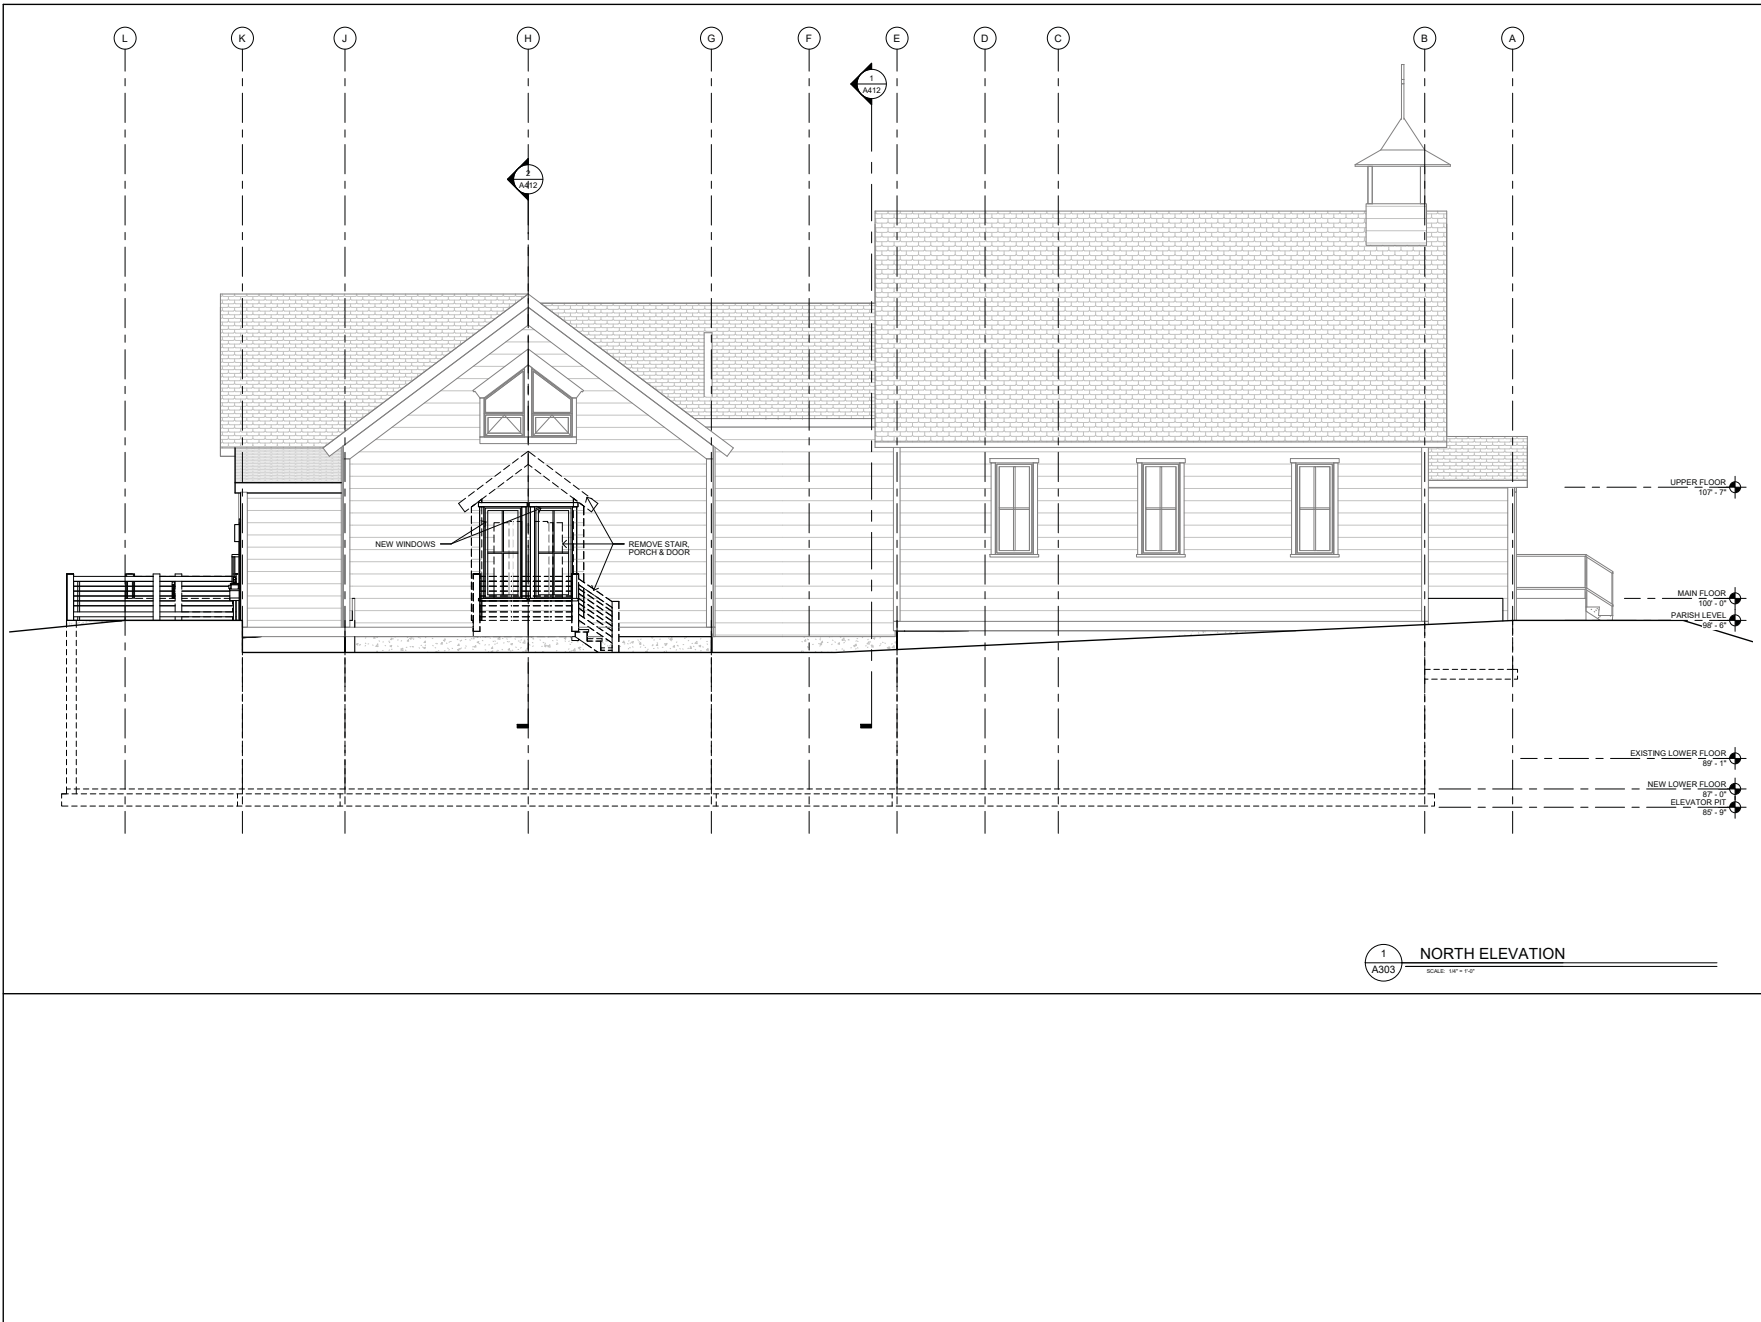 L K J H G F E D C B A
1
A412
2
A412
UPPER FLOOR
107' - 7"
NEW WINDOWS
REMOVE STAIR,
PORCH & DOOR
MAIN FLOOR
100' - 0"
PARISH LEVEL
98' - 6"
EXISTING LOWER FLOOR
89' - 1"
NEW LOWER FLOOR
87' - 0"
ELEVATOR PIT
85' - 9"
1
A303
NORTH ELEVATION
SCALE: 1/4" = 1'-0"